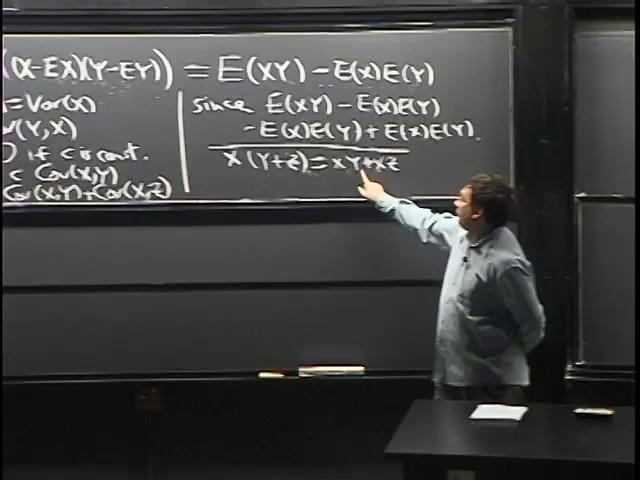 ((X-EX)(Y-EY)) = E(XY) - E(X)E(Y)
= Var(X)
(Y,X)
if c is const.
c Cov(X,Y)
Cov(X,Y)+Cov(X,Z)
since E(XY) - E(X)E(Y)
-E(X)E(Y)+E(X)E(Y).
X(Y+Z)=XY+XZ